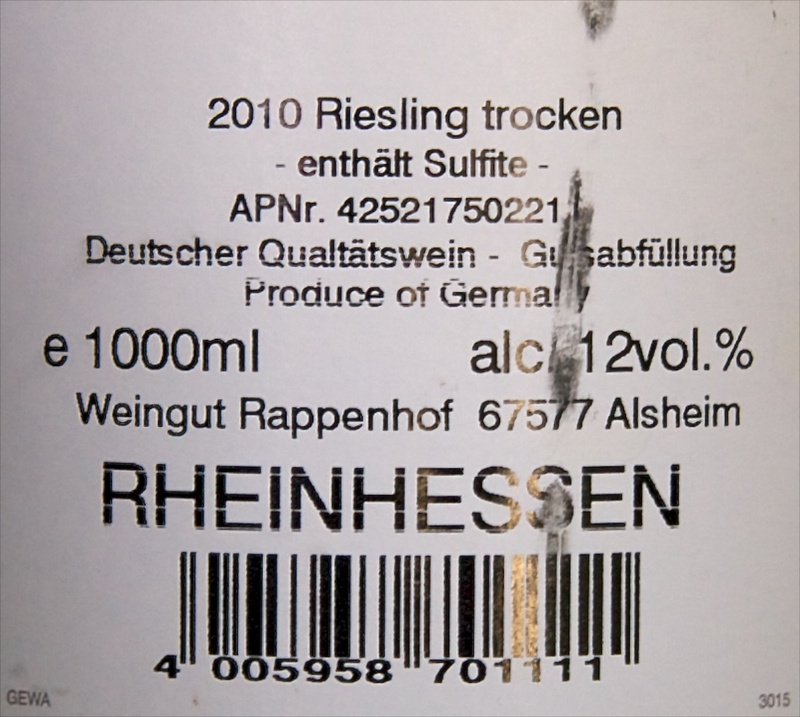 2010 Riesling trocken
- enthält Sulfite -
APNr. 42521750221
Deutscher Qualtätswein - Gutsabfüllung
Produce of Germany
e 1000ml alc. 12vol.%
Weingut Rappenhof 67577 Alsheim
RHEINHESSEN
4 005958 701111
GEWA 3015